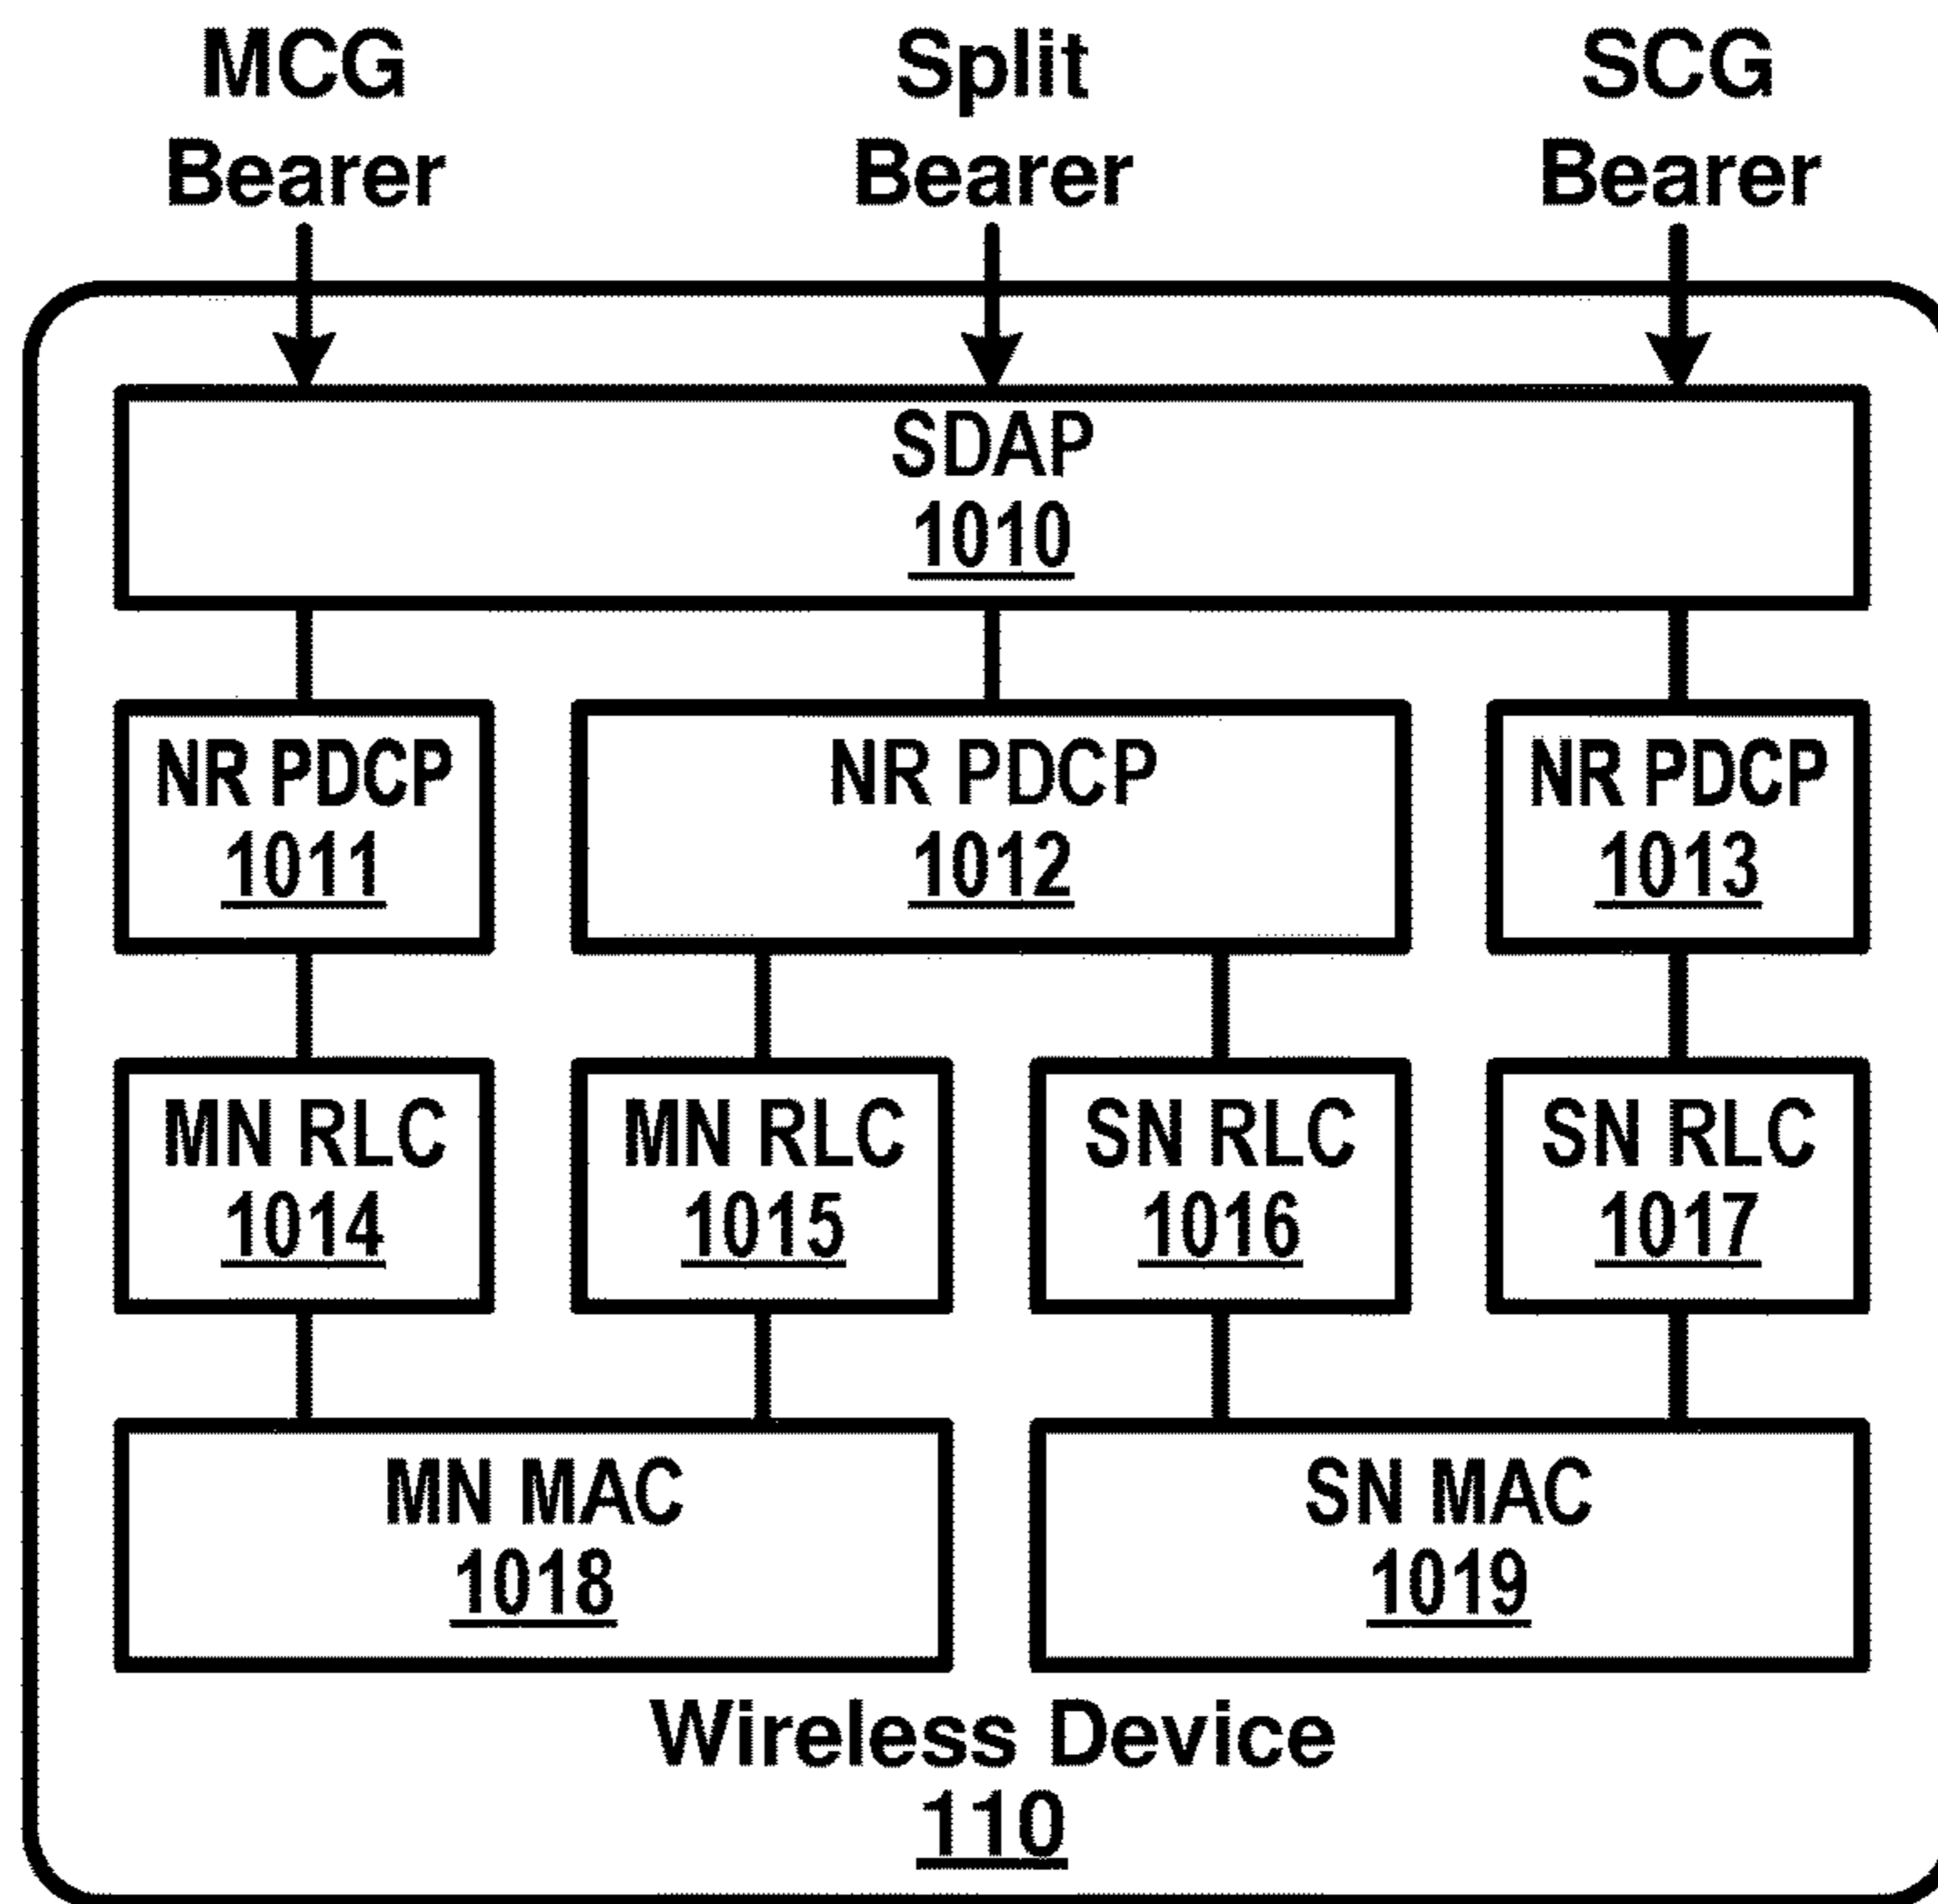 MCG Bearer
Split Bearer
SCG Bearer
SDAP
1010
NR PDCP
1011
NR PDCP
1012
NR PDCP
1013
MN RLC
1014
MN RLC
1015
SN RLC
1016
SN RLC
1017
MN MAC
1018
SN MAC
1019
Wireless Device
110